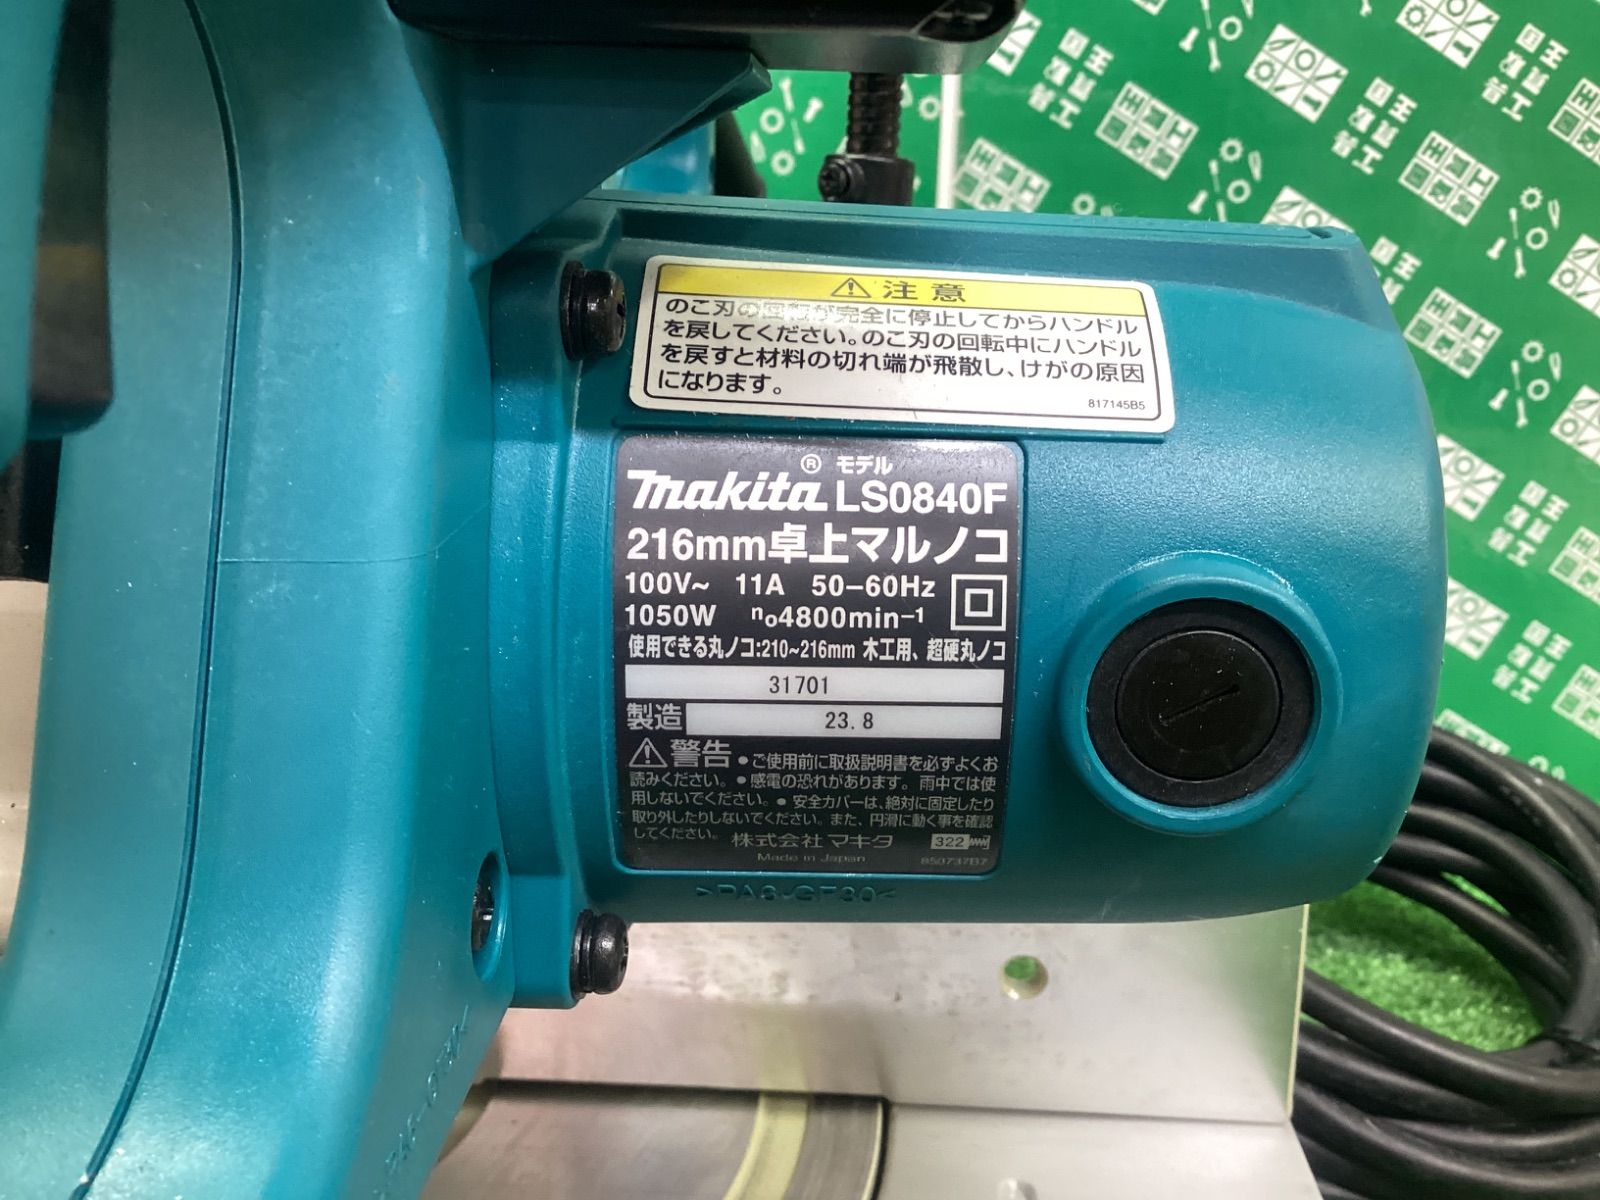 注意
のこ刃の回転が完全に停止してからハンドル
を戻してください。のこ刃の回転中にハンドル
を戻すと材料の切れ端が飛散し、けがの原因
になります。
817145B5
makita® モデル LS0840F
216mm卓上マルノコ
100V~ 11A 50-60Hz
1050W no4800min-1
使用できる丸ノコ:210~216mm 木工用、超硬丸ノコ
31701
製造 23.8
警告 ●ご使用前に取扱説明書を必ずよくお
読みください。●感電の恐れがあります。雨中では使
用しないでください。●安全カバーは、絶対に固定したり
取り外したりしないでください。また、円滑に動く事を確認
してください。
株式会社 マキタ 322
Made in Japan 850737B7
>PA6-GF30<